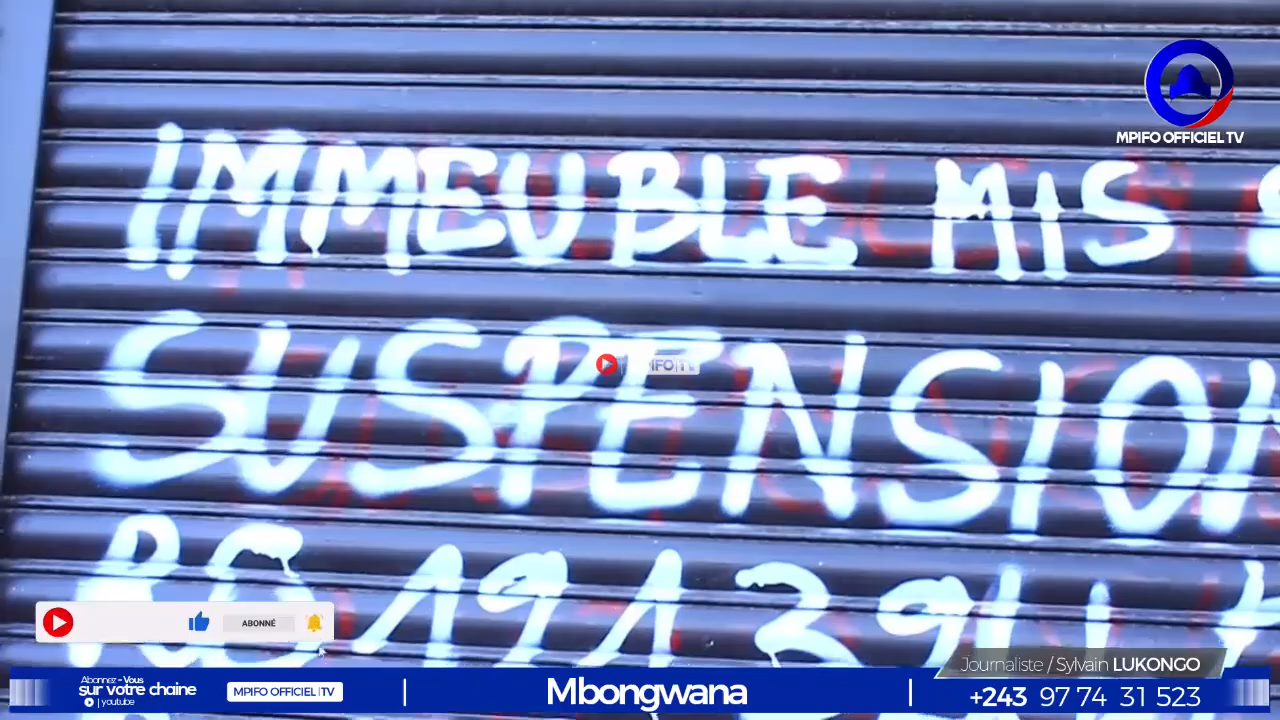 MPIFO OFFICIEL TV
IMMEUBLE MIS
SUSPENSION
ABONNÉ
Journaliste / Sylvain LUKONGO
Abonnez-Vous
sur votre chaine
| youtube
MPIFO OFFICIEL |TV
Mbongwana
+243 97 74 31 523